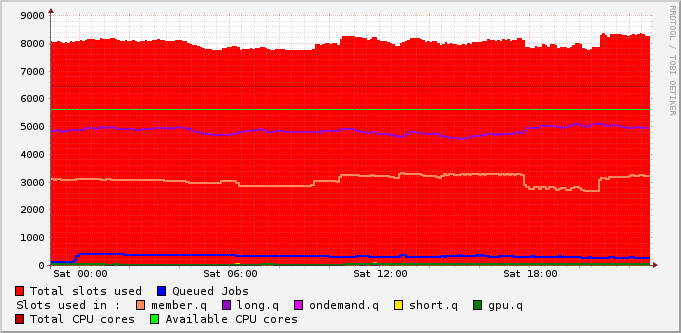 9000
8000
7000
6000
5000
4000
3000
2000
1000
0
Sat 00:00 Sat 06:00 Sat 12:00 Sat 18:00
RRDTOOL / TOBI OETIKER
Total slots used Queued Jobs
Slots used in : member.q long.q ondemand.q short.q gpu.q
Total CPU cores Available CPU cores